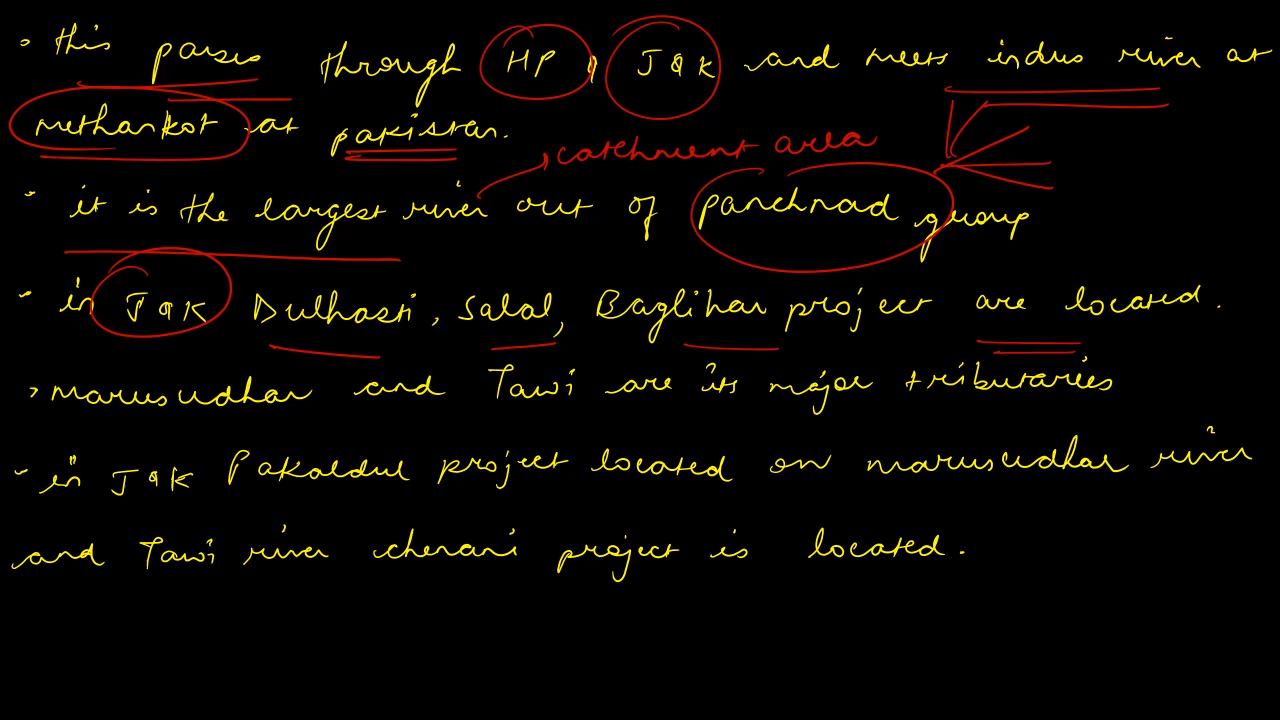 • this passes through HP, J&K and meets indus river at
methankot at pakistan.
→ catchment area
• it is the largest river out of panchnad group
• in J&K Dulhasti, Salal, Baglihar project are located.
• marusudhar and Tawi are its major tributaries
• in J&K Pakaldul project located on marusudhar river
and Tawi river chenani project is located.